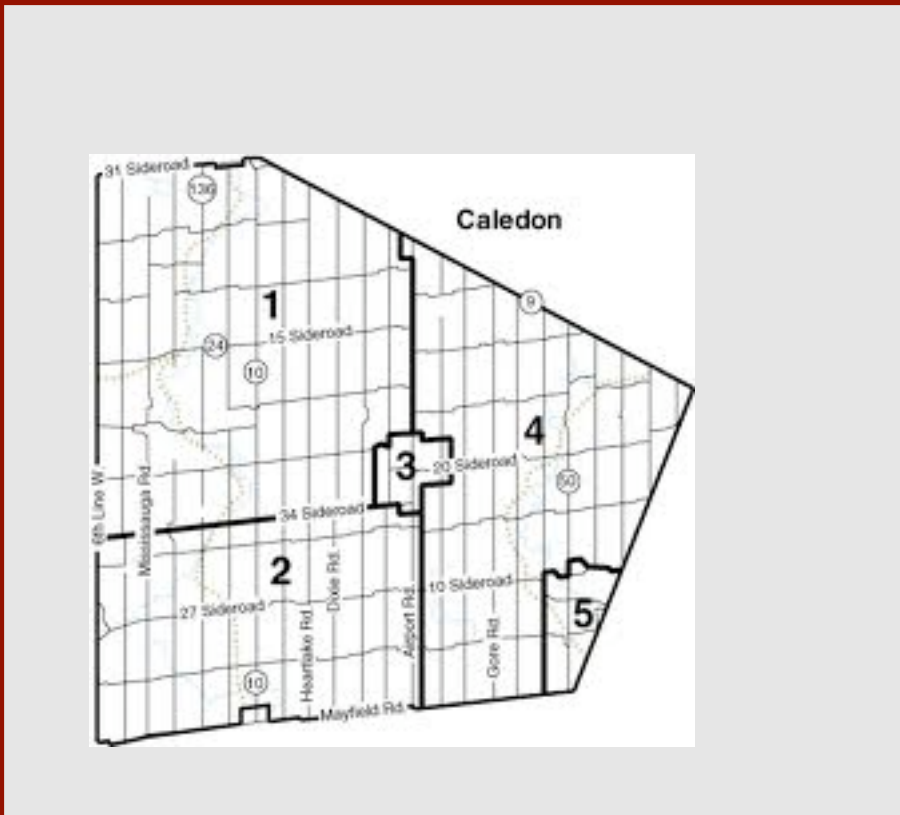 31 Sideroad
136
Caledon
9
1
15 Sideroad
24
10
4
3
20 Sideroad
50
6th Line W.
Mississauga Rd.
34 Sideroad
2
Dixie Rd.
10 Sideroad
Airport Rd.
5
27 Sideroad
Heartlake Rd.
Gore Rd.
10
Mayfield Rd.